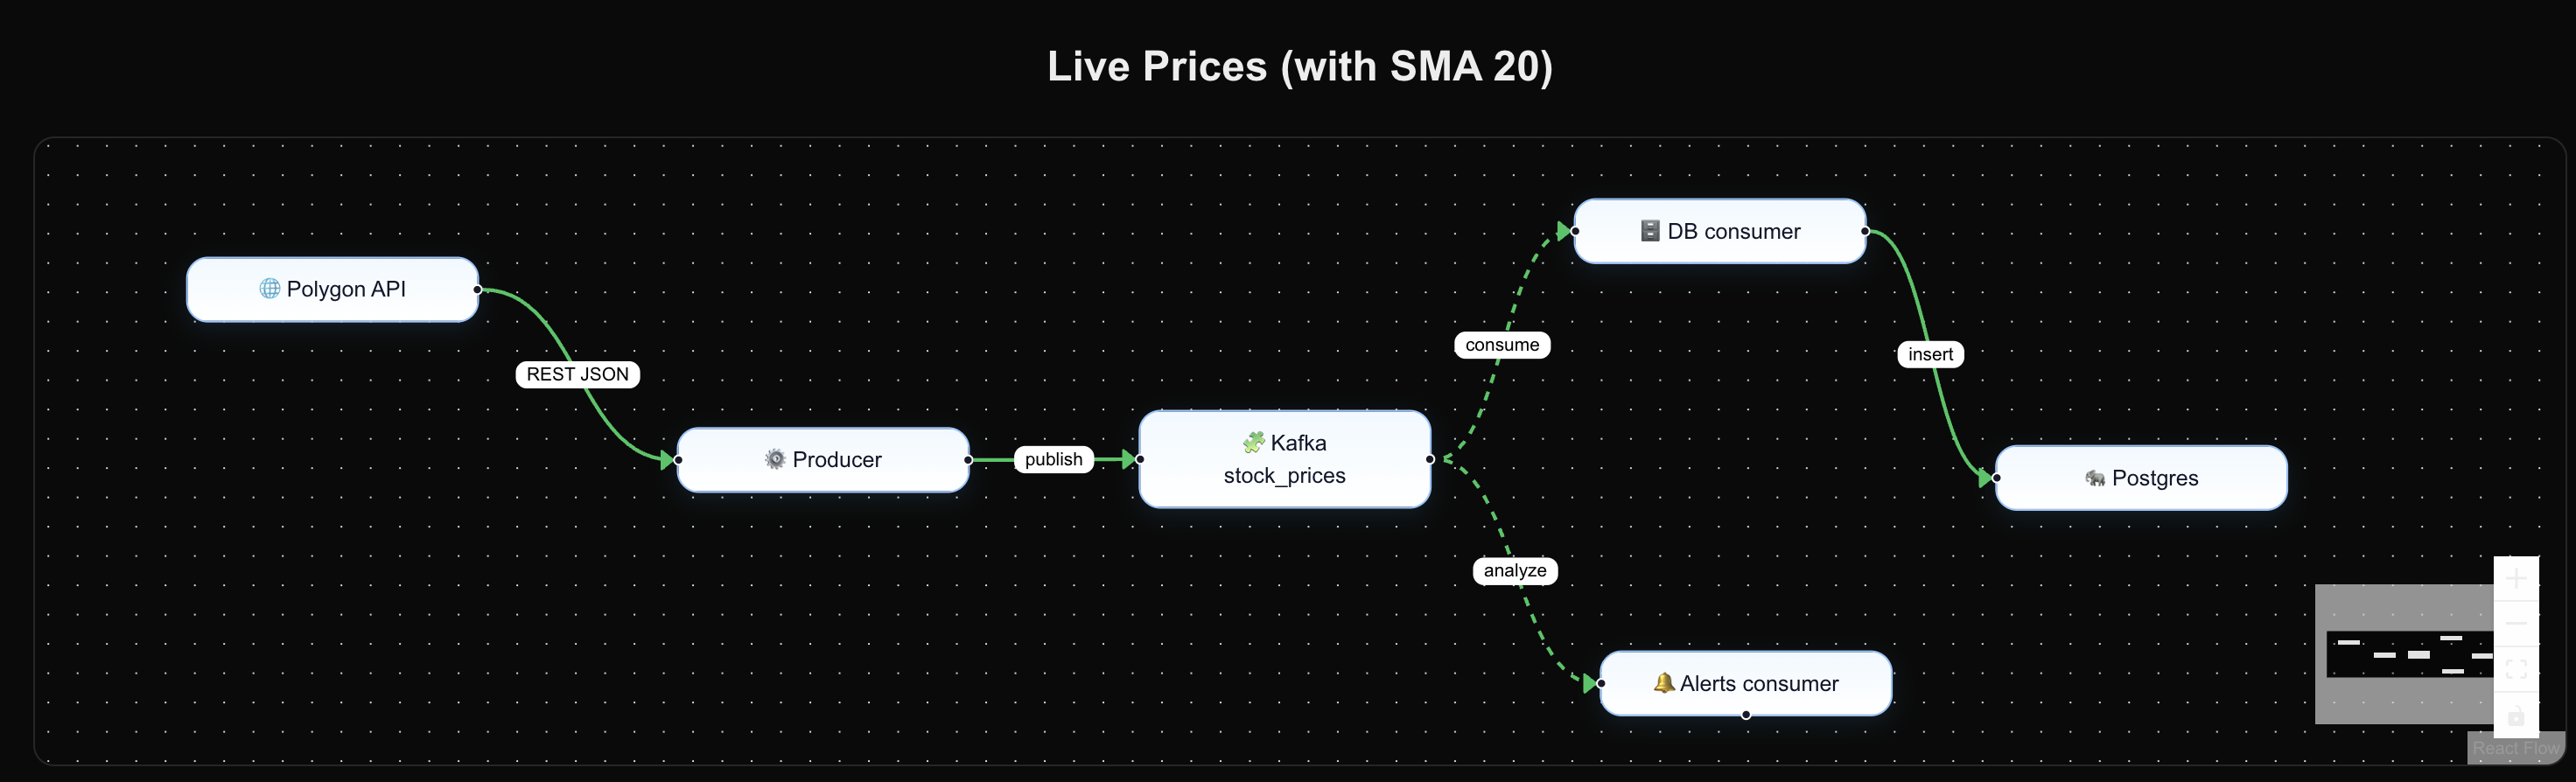 Live Prices (with SMA 20)
🌐 Polygon API
REST JSON
⚙️ Producer
publish
🧩 Kafka
stock_prices
consume
🗄️ DB consumer
insert
🐘 Postgres
analyze
🔔 Alerts consumer
React Flow